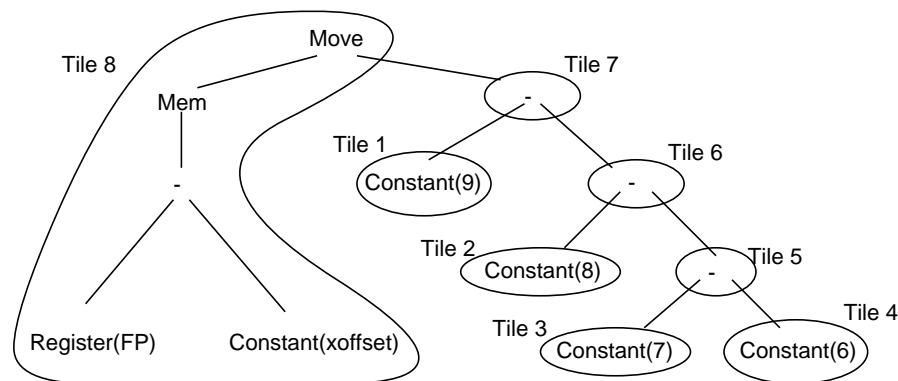 Move
Tile 8
Tile 7
Mem
-
Tile 1
Tile 6
Constant(9)
-
-
Tile 2
Tile 5
Constant(8)
-
Tile 4
Tile 3
Register(FP)
Constant(xoffset)
Constant(7)
Constant(6)